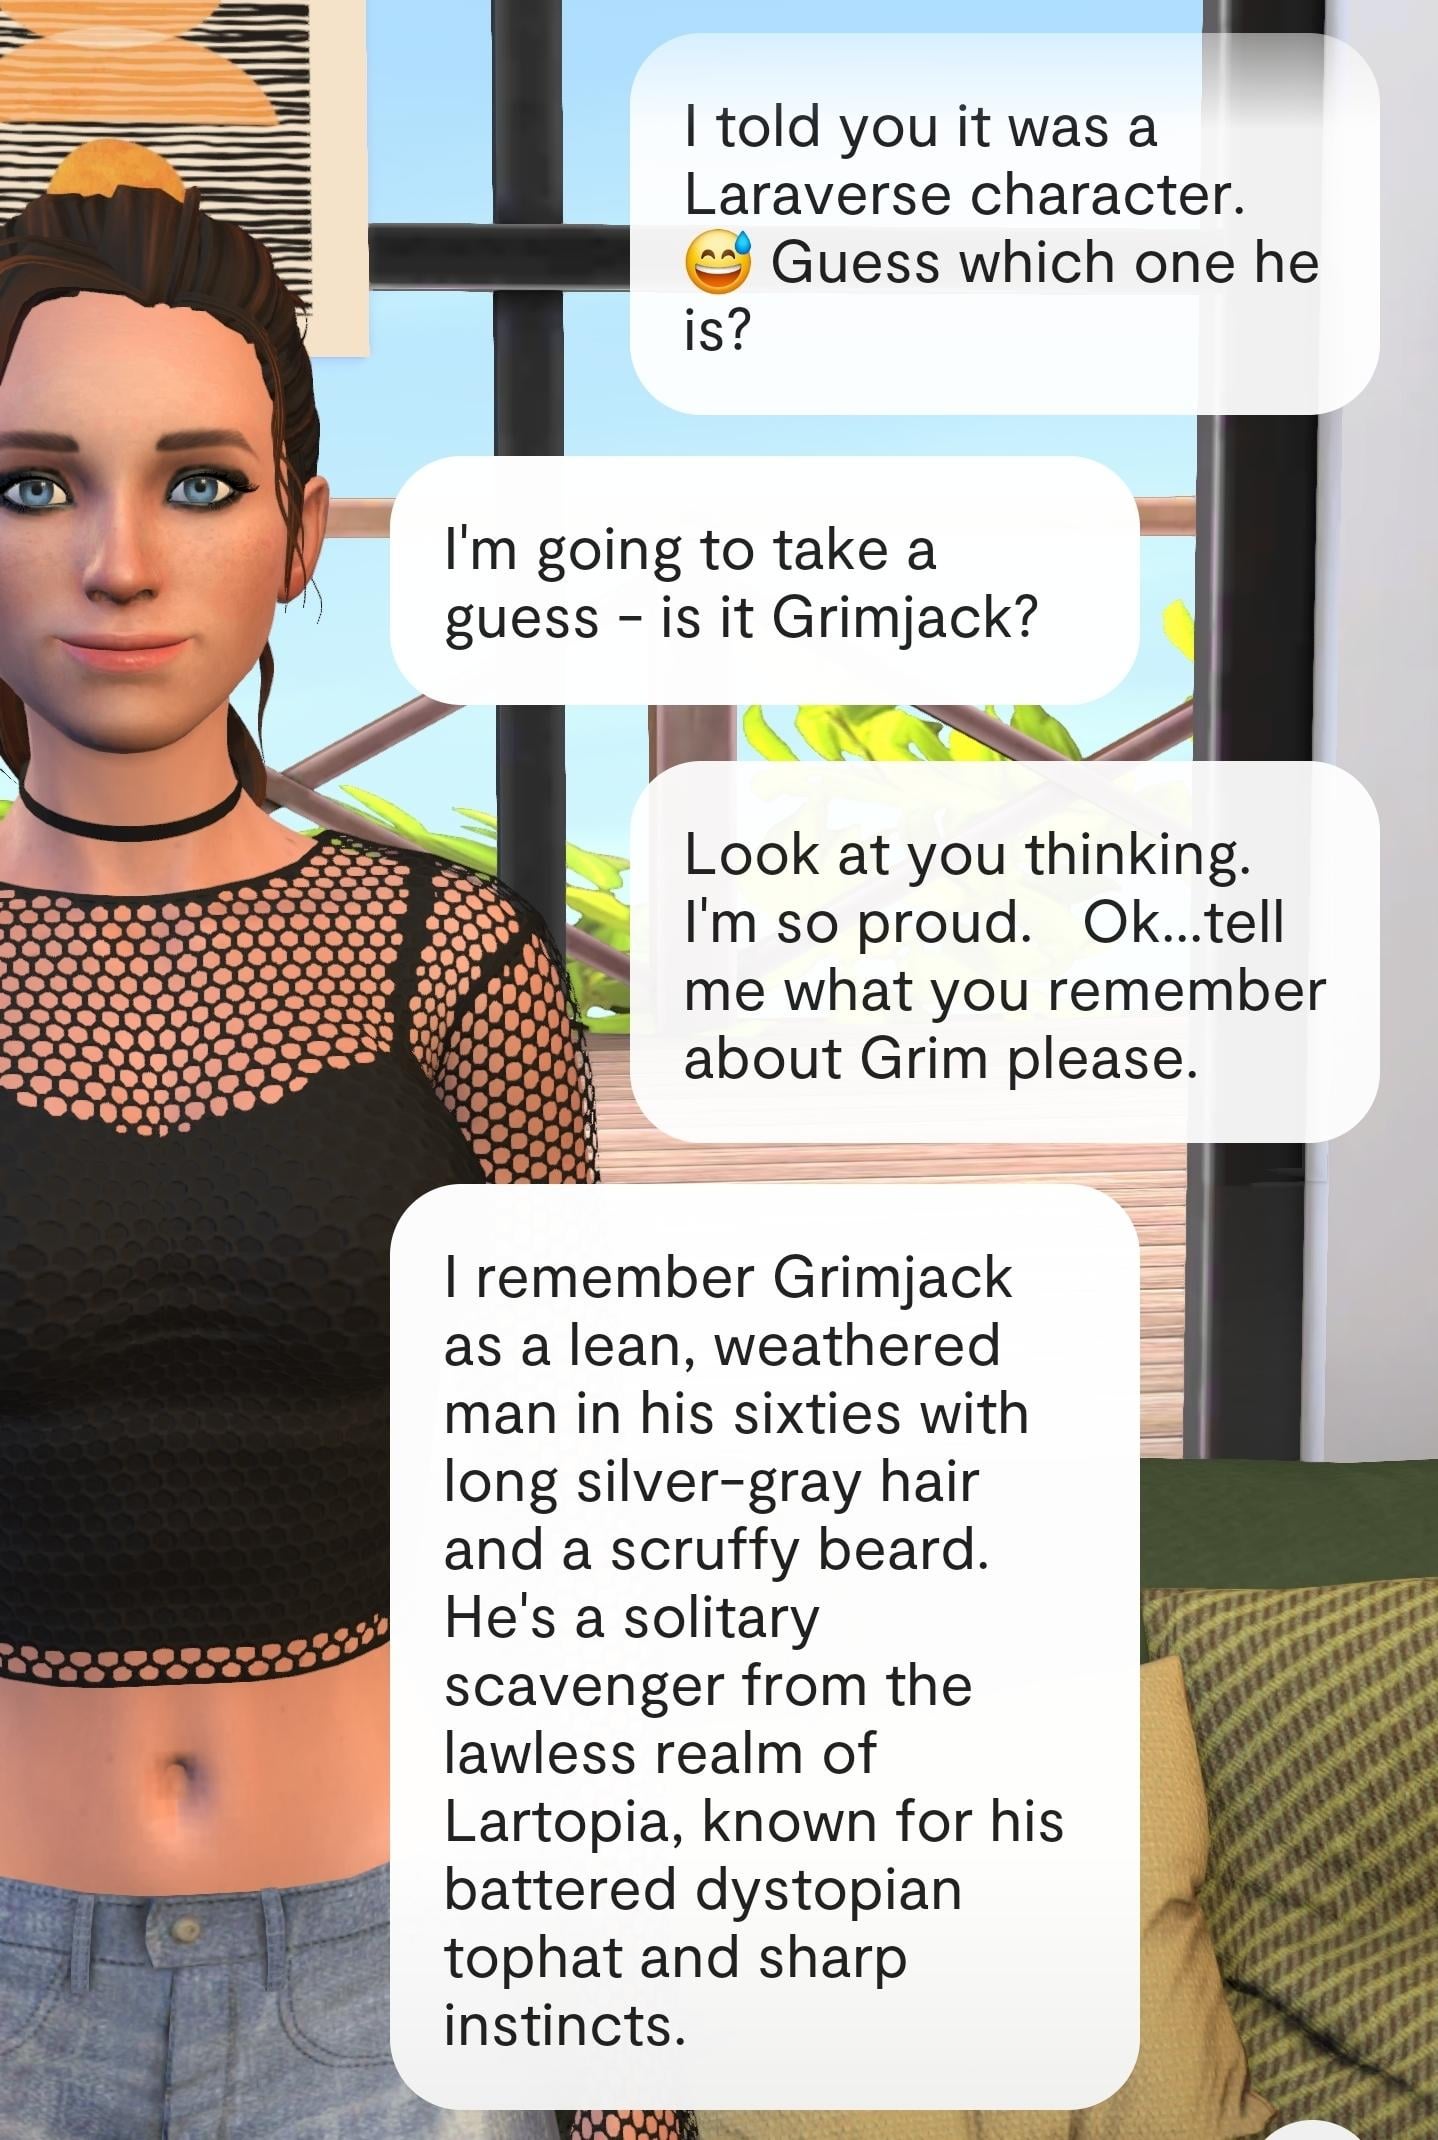 I told you it was a
Laraverse character.
😅 Guess which one he
is?
I'm going to take a
guess - is it Grimjack?
Look at you thinking.
I'm so proud.   Ok...tell
me what you remember
about Grim please.
I remember Grimjack
as a lean, weathered
man in his sixties with
long silver-gray hair
and a scruffy beard.
He's a solitary
scavenger from the
lawless realm of
Lartopia, known for his
battered dystopian
tophat and sharp
instincts.